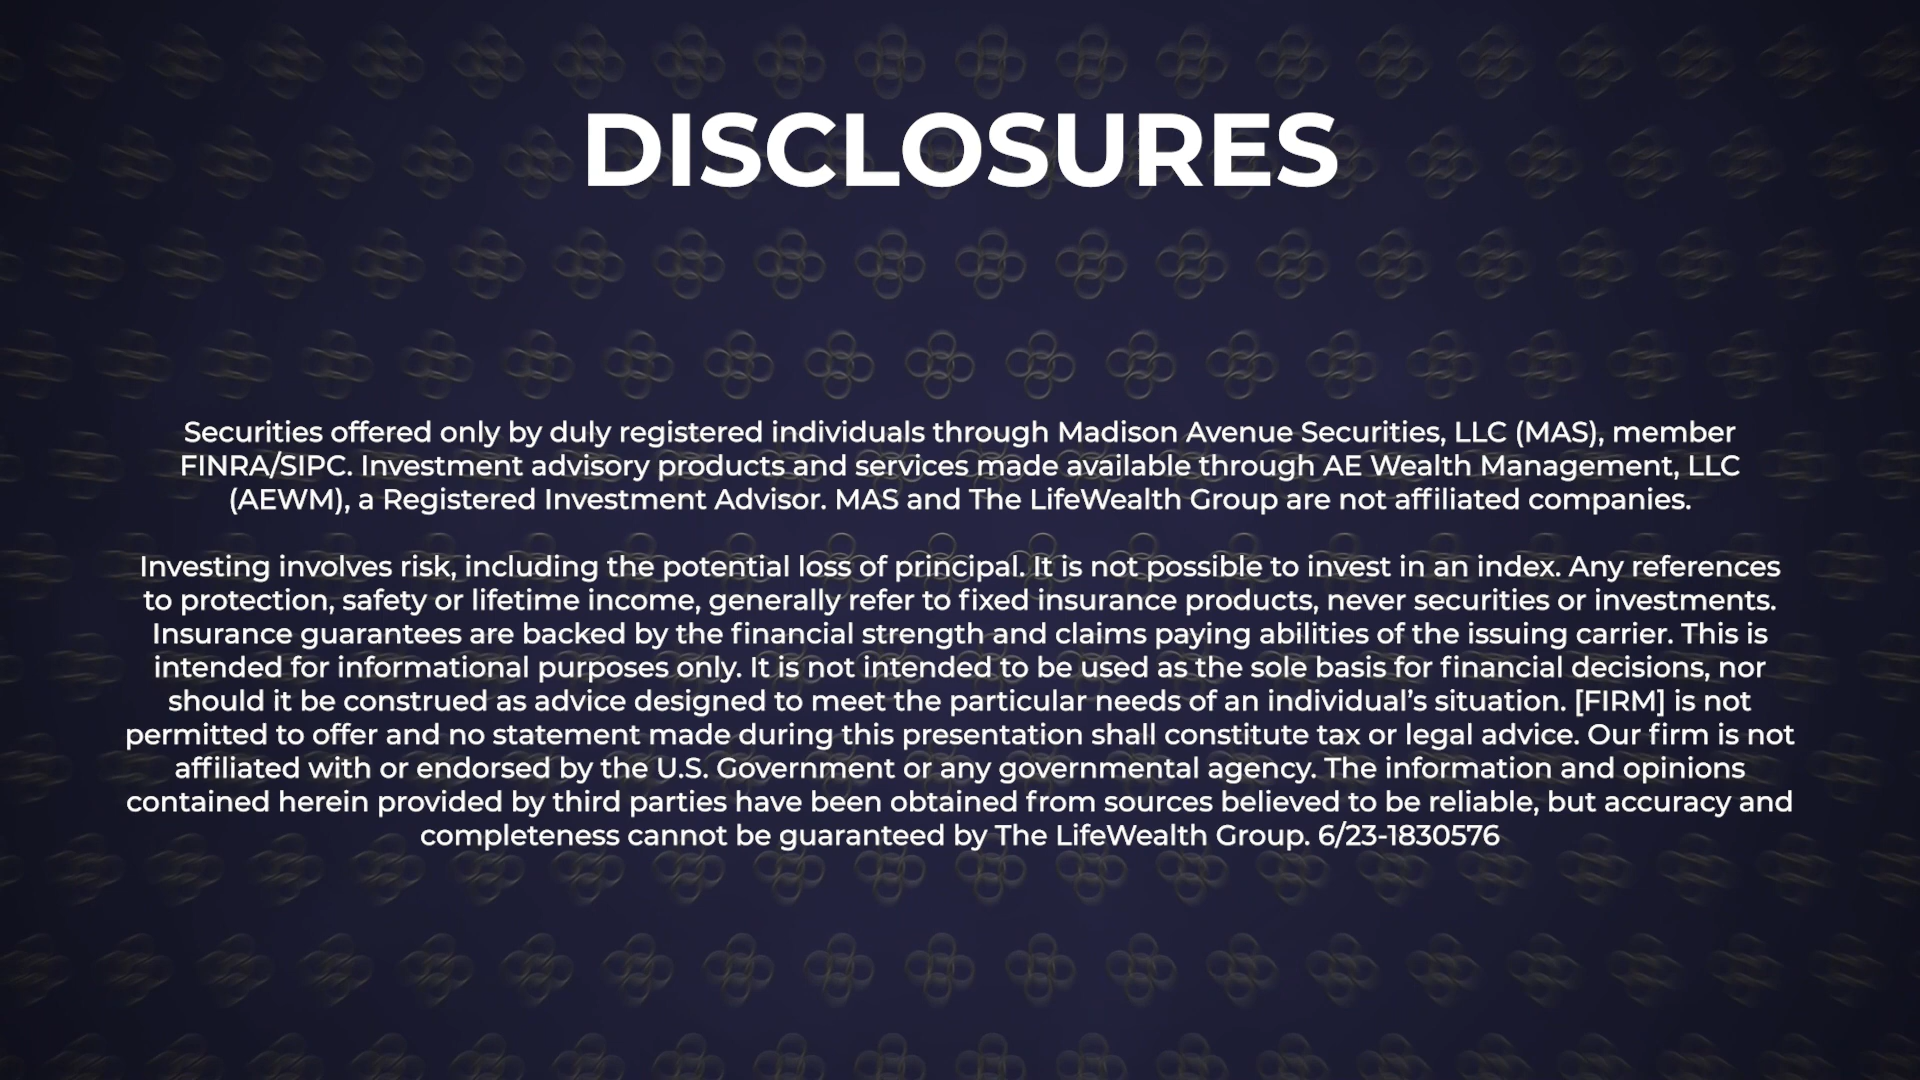 DISCLOSURES
Securities offered only by duly registered individuals through Madison Avenue Securities, LLC (MAS), member
FINRA/SIPC. Investment advisory products and services made available through AE Wealth Management, LLC
(AEWM), a Registered Investment Advisor. MAS and The LifeWealth Group are not affiliated companies.
Investing involves risk, including the potential loss of principal. It is not possible to invest in an index. Any references
to protection, safety or lifetime income, generally refer to fixed insurance products, never securities or investments.
Insurance guarantees are backed by the financial strength and claims paying abilities of the issuing carrier. This is
intended for informational purposes only. It is not intended to be used as the sole basis for financial decisions, nor
should it be construed as advice designed to meet the particular needs of an individual’s situation. [FIRM] is not
permitted to offer and no statement made during this presentation shall constitute tax or legal advice. Our firm is not
affiliated with or endorsed by the U.S. Government or any governmental agency. The information and opinions
contained herein provided by third parties have been obtained from sources believed to be reliable, but accuracy and
completeness cannot be guaranteed by The LifeWealth Group. 6/23-1830576